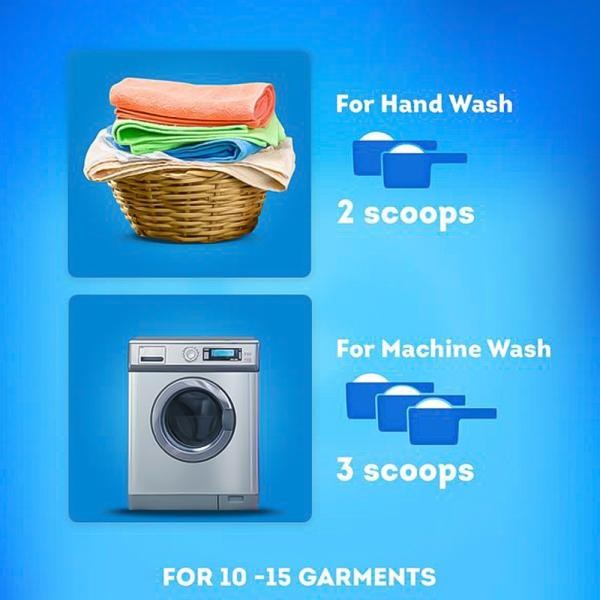 For Hand Wash
2 scoops
For Machine Wash
3 scoops
FOR 10 -15 GARMENTS